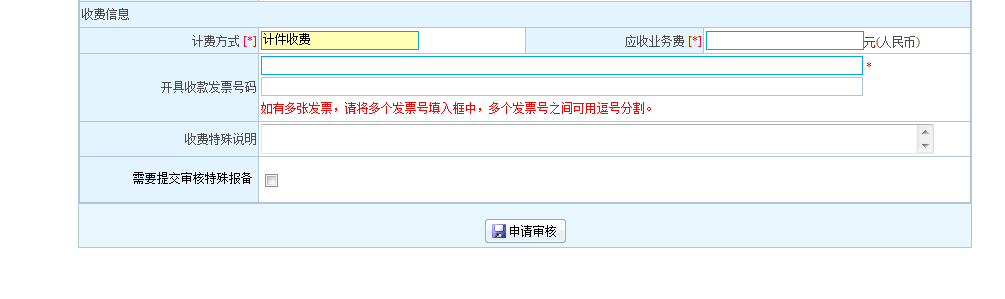 收费信息
计费方式 [*] 计件收费 应收业务费 [*] 元(人民币)
*
开具收款发票号码
如有多张发票，请将多个发票号填入框中，多个发票号之间可用逗号分割。
收费特殊说明
需要提交审核特殊报备
申请审核